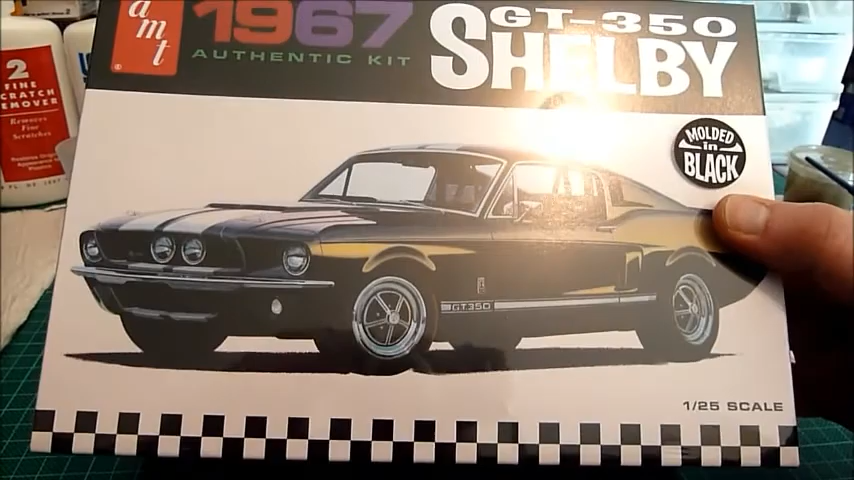 amt
1967
AUTHENTIC KIT
GT-350
SHELBY
MOLDED
in
BLACK
GT350
1/25 SCALE
2
FINE
SCRATCH
REMOVER
Removes
Fine
Scratches